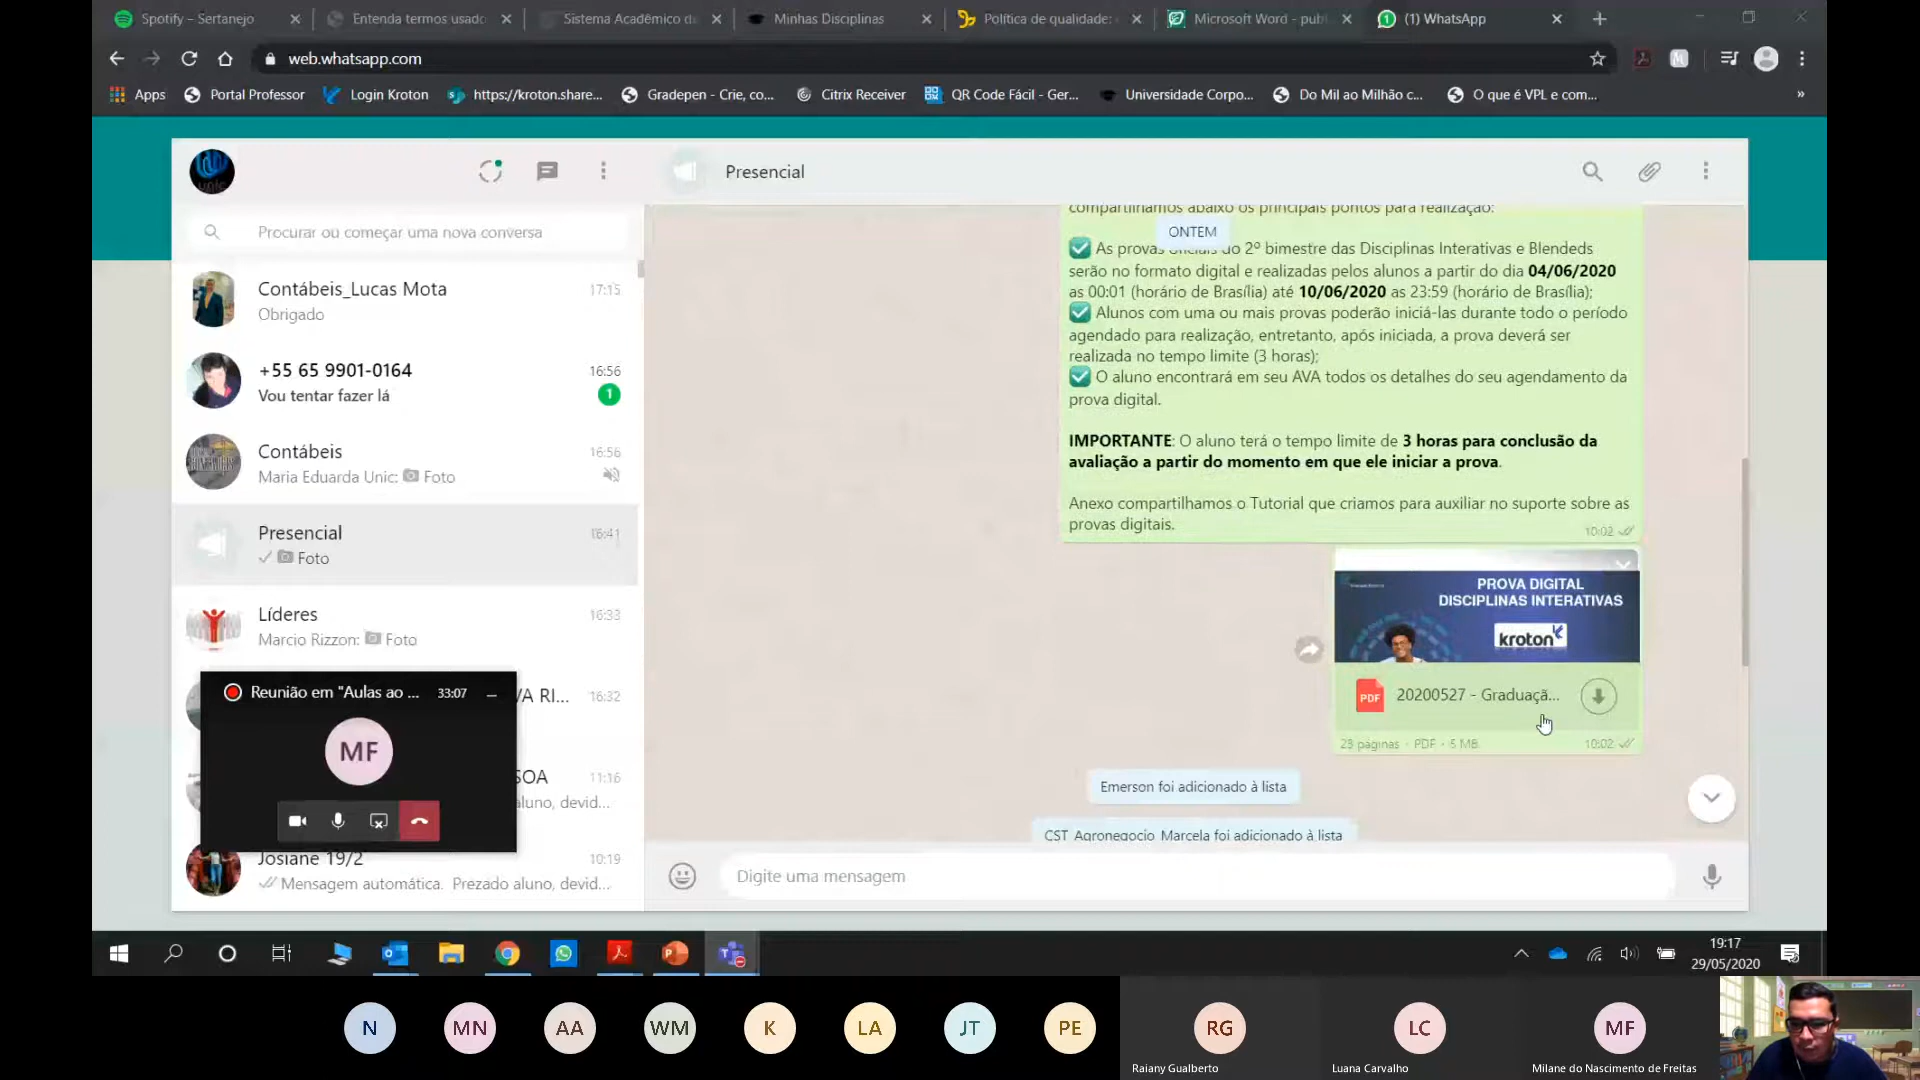 Spotify – Sertanejo
Entenda termos usado
Sistema Acadêmico d
Minhas Disciplinas
Política de qualidade:
Microsoft Word - pub
(1) WhatsApp
web.whatsapp.com
Apps
Portal Professor
Login Kroton
https://kroton.share...
Gradepen - Crie, co...
Citrix Receiver
QR Code Fácil - Ger...
Universidade Corpo...
Do Mil ao Milhão c...
O que é VPL e com...
»
Presencial
Procurar ou começar uma nova conversa
Contábeis_Lucas Mota
17:15
Obrigado
+55 65 9901-0164
16:56
Vou tentar fazer lá
1
Contábeis
16:56
Maria Eduarda Unic: Foto
Presencial
16:41
Foto
Líderes
16:33
Marcio Rizzon: Foto
VA RI...
16:32
SOA
11:16
aluno, devid...
Josiane 19/2
10:19
Mensagem automática. Prezado aluno, devid...
Reunião em "Aulas ao ...
33:07
MF
compartilhamos abaixo os principais pontos para realização:
ONTEM
As provas oficiais do 2º bimestre das Disciplinas Interativas e Blendeds
serão no formato digital e realizadas pelos alunos a partir do dia 04/06/2020
as 00:01 (horário de Brasília) até 10/06/2020 as 23:59 (horário de Brasília);
Alunos com uma ou mais provas poderão iniciá-las durante todo o período
agendado para realização, entretanto, após iniciada, a prova deverá ser
realizada no tempo limite (3 horas);
O aluno encontrará em seu AVA todos os detalhes do seu agendamento da
prova digital.
IMPORTANTE: O aluno terá o tempo limite de 3 horas para conclusão da
avaliação a partir do momento em que ele iniciar a prova.
Anexo compartilhamos o Tutorial que criamos para auxiliar no suporte sobre as
provas digitais.
10:02
PROVA DIGITAL
DISCIPLINAS INTERATIVAS
kroton
PDF
20200527 - Graduaçã...
23 páginas · PDF · 5 MB
10:02
Emerson foi adicionado à lista
CST_Agronegocio_Marcela foi adicionado à lista
Digite uma mensagem
19:17
29/05/2020
N
MN
AA
WM
K
LA
JT
PE
RG
LC
MF
Raiany Gualberto
Luana Carvalho
Milane do Nascimento de Freitas